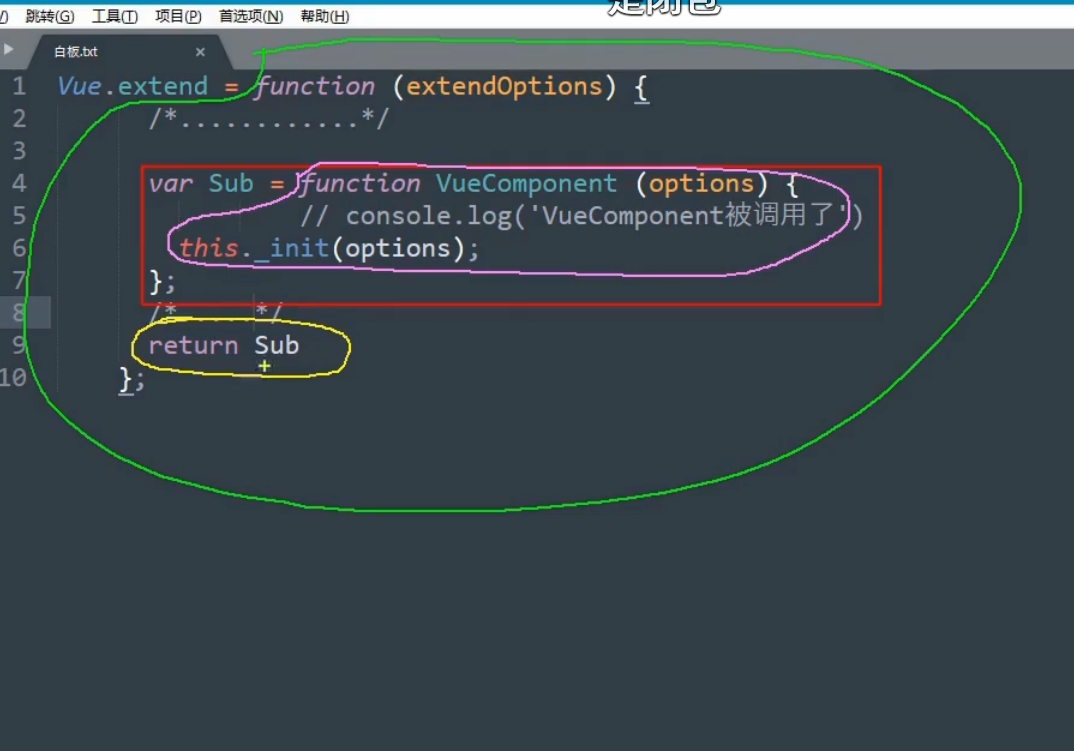 是闭包
跳转(G) 工具(T) 项目(P) 首选项(N) 帮助(H)
白板.txt ×
1 Vue.extend = function (extendOptions) {
2 /*............*/
3
4 var Sub = function VueComponent (options) {
5 // console.log('VueComponent被调用了')
6 this._init(options);
7 };
8 /* */
9 return Sub
10 };